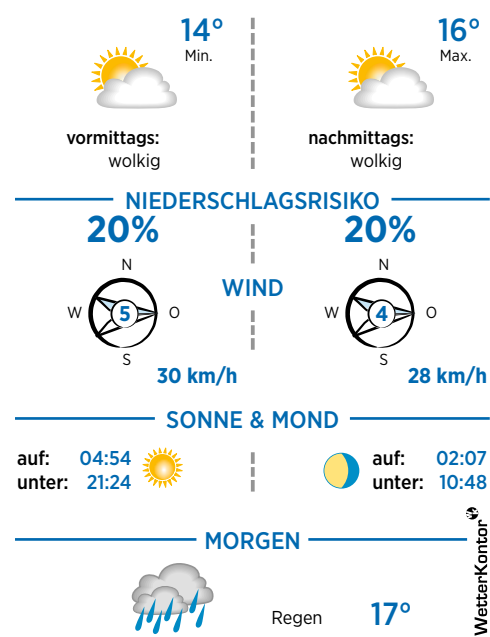 14°
Min.
16°
Max.
vormittags:
wolkig
nachmittags:
wolkig
NIEDERSCHLAGSRISIKO
20%
20%
WIND
N
W 5 O
S
30 km/h
N
W 4 O
S
28 km/h
SONNE & MOND
auf: 04:54
unter: 21:24
auf: 02:07
unter: 10:48
MORGEN
Regen 17°
WetterKontor